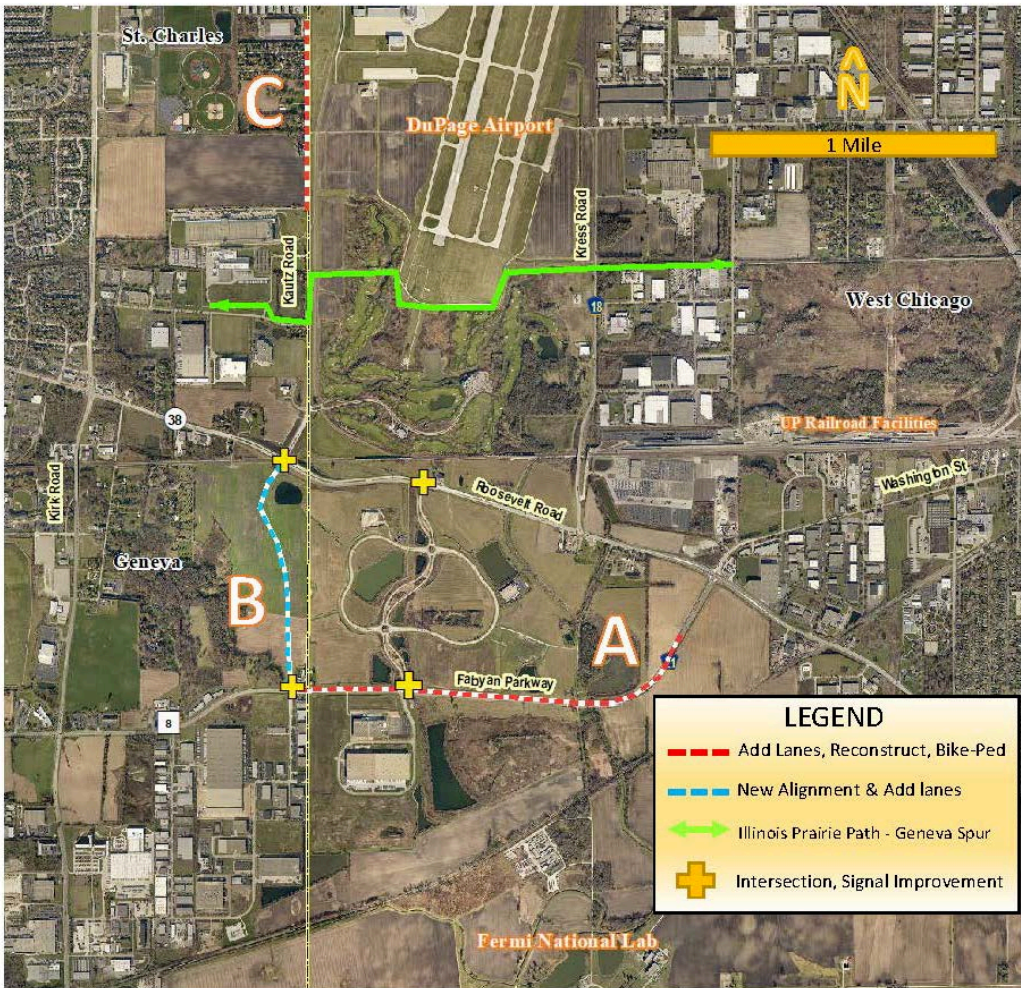 St. Charles
C
DuPage Airport
N
1 Mile
Kautz Road
Kress Road
18
West Chicago
38
UP Railroad Facilities
Washington St
Kirk Road
Roosevelt Road
Geneva
B
A
Fabyan Parkway
8
LEGEND
Add Lanes, Reconstruct, Bike-Ped
New Alignment & Add lanes
Illinois Prairie Path - Geneva Spur
Intersection, Signal Improvement
Fermi National Lab